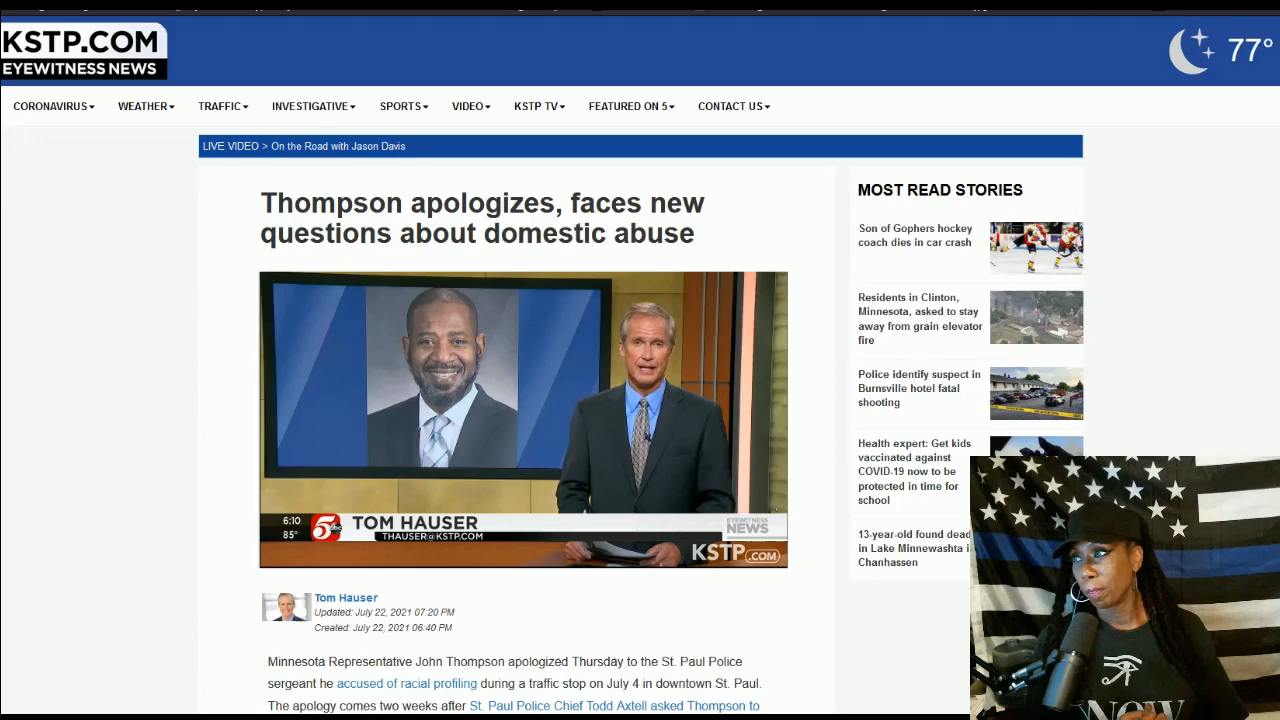 KSTP.COM
EYEWITNESS NEWS
77°
CORONAVIRUS WEATHER TRAFFIC INVESTIGATIVE SPORTS VIDEO KSTP TV FEATURED ON 5 CONTACT US
LIVE VIDEO > On the Road with Jason Davis
Thompson apologizes, faces new
questions about domestic abuse
6:10
85°
5
abc
TOM HAUSER
THAUSER@KSTP.COM
EYEWITNESS
NEWS
KSTP.COM
Tom Hauser
Updated: July 22, 2021 07:20 PM
Created: July 22, 2021 06:40 PM
Minnesota Representative John Thompson apologized Thursday to the St. Paul Police
sergeant he accused of racial profiling during a traffic stop on July 4 in downtown St. Paul.
The apology comes two weeks after St. Paul Police Chief Todd Axtell asked Thompson to
MOST READ STORIES
Son of Gophers hockey
coach dies in car crash
Residents in Clinton,
Minnesota, asked to stay
away from grain elevator
fire
Police identify suspect in
Burnsville hotel fatal
shooting
Health expert: Get kids
vaccinated against
COVID-19 now to be
protected in time for
school
13-year-old found dead
in Lake Minnewashta i
Chanhassen